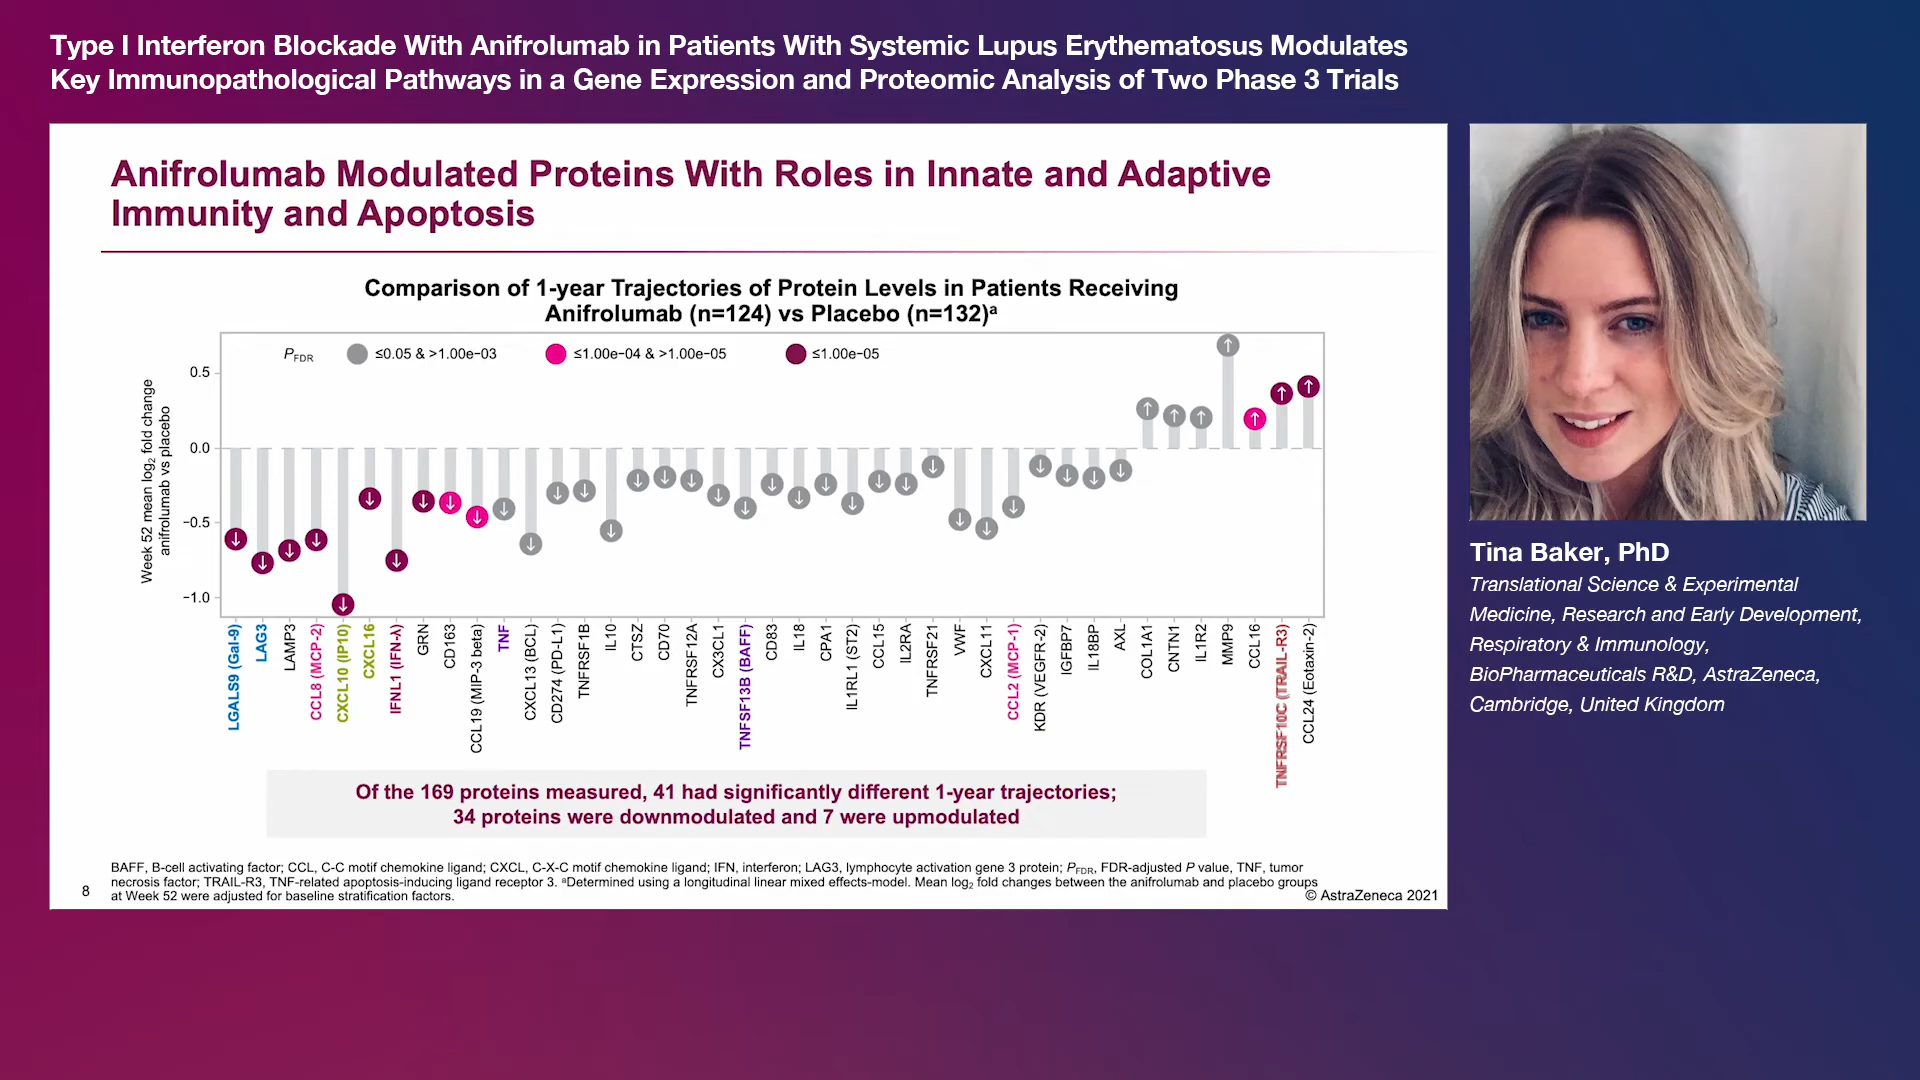 Type I Interferon Blockade With Anifrolumab in Patients With Systemic Lupus Erythematosus Modulates
Key Immunopathological Pathways in a Gene Expression and Proteomic Analysis of Two Phase 3 Trials
Anifrolumab Modulated Proteins With Roles in Innate and Adaptive
Immunity and Apoptosis
Comparison of 1-year Trajectories of Protein Levels in Patients Receiving
Anifrolumab (n=124) vs Placebo (n=132)ᵃ
P_FDR ≤0.05 & >1.00e−03 ≤1.00e−04 & >1.00e−05 ≤1.00e−05
Week 52 mean log₂ fold change
anifrolumab vs placebo
0.5
0.0
−0.5
−1.0
LGALS9 (Gal-9)
LAG3
LAMP3
CCL8 (MCP-2)
CXCL10 (IP10)
CXCL16
IFNL1 (IFN-λ)
GRN
CD163
CCL19 (MIP-3 beta)
TNF
CXCL13 (BCL)
CD274 (PD-L1)
TNFRSF1B
IL10
CTSZ
CD70
TNFRSF12A
CX3CL1
TNFSF13B (BAFF)
CD83
IL18
CPA1
IL1RL1 (ST2)
CCL15
IL2RA
TNFRSF21
VWF
CXCL11
CCL2 (MCP-1)
KDR (VEGFR-2)
IGFBP7
IL18BP
AXL
COL1A1
CNTN1
IL1R2
MMP9
CCL16
TNFRSF10C (TRAIL-R3)
CCL24 (Eotaxin-2)
Of the 169 proteins measured, 41 had significantly different 1-year trajectories;
34 proteins were downmodulated and 7 were upmodulated
BAFF, B-cell activating factor; CCL, C-C motif chemokine ligand; CXCL, C-X-C motif chemokine ligand; IFN, interferon; LAG3, lymphocyte activation gene 3 protein; P_FDR, FDR-adjusted P value, TNF, tumor
necrosis factor; TRAIL-R3, TNF-related apoptosis-inducing ligand receptor 3. ᵃDetermined using a longitudinal linear mixed effects-model. Mean log₂ fold changes between the anifrolumab and placebo groups
at Week 52 were adjusted for baseline stratification factors.
8
© AstraZeneca 2021
Tina Baker, PhD
Translational Science & Experimental
Medicine, Research and Early Development,
Respiratory & Immunology,
BioPharmaceuticals R&D, AstraZeneca,
Cambridge, United Kingdom